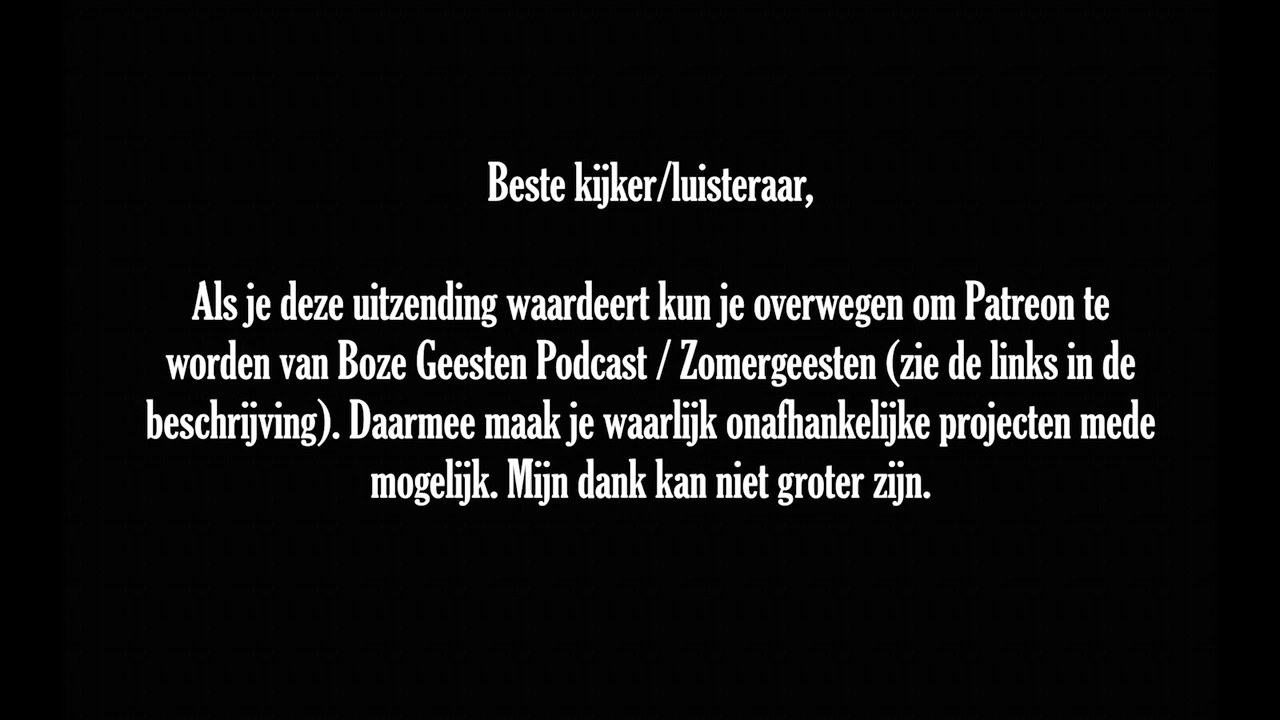 Beste kijker/luisteraar,
Als je deze uitzending waardeert kun je overwegen om Patreon te
worden van Boze Geesten Podcast / Zomergeesten (zie de links in de
beschrijving). Daarmee maak je waarlijk onafhankelijke projecten mede
mogelijk. Mijn dank kan niet groter zijn.